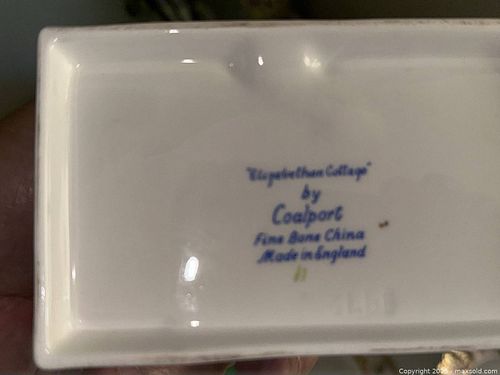 "Elizabethan Cottage"
by
Coalport
Fine Bone China
Made in England
Copyright 20 - maxsold.com